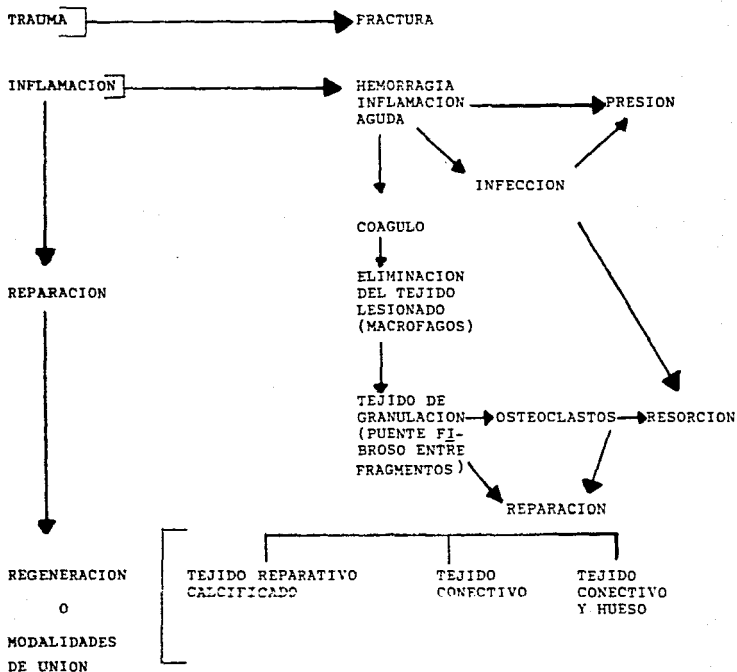 TRAUMA
FRACTURA
INFLAMACION
HEMORRAGIA
INFLAMACION
AGUDA
PRESION
INFECCION
COAGULO
ELIMINACION
DEL TEJIDO
LESIONADO
(MACROFAGOS)
REPARACION
TEJIDO DE
GRANULACION
(PUENTE FI-
BROSO ENTRE
FRAGMENTOS)
OSTEOCLASTOS
RESORCION
REPARACION
REGENERACION
O
MODALIDADES
DE UNION
TEJIDO REPARATIVO
CALCIFICADO
TEJIDO
CONECTIVO
TEJIDO
CONECTIVO
Y HUESO